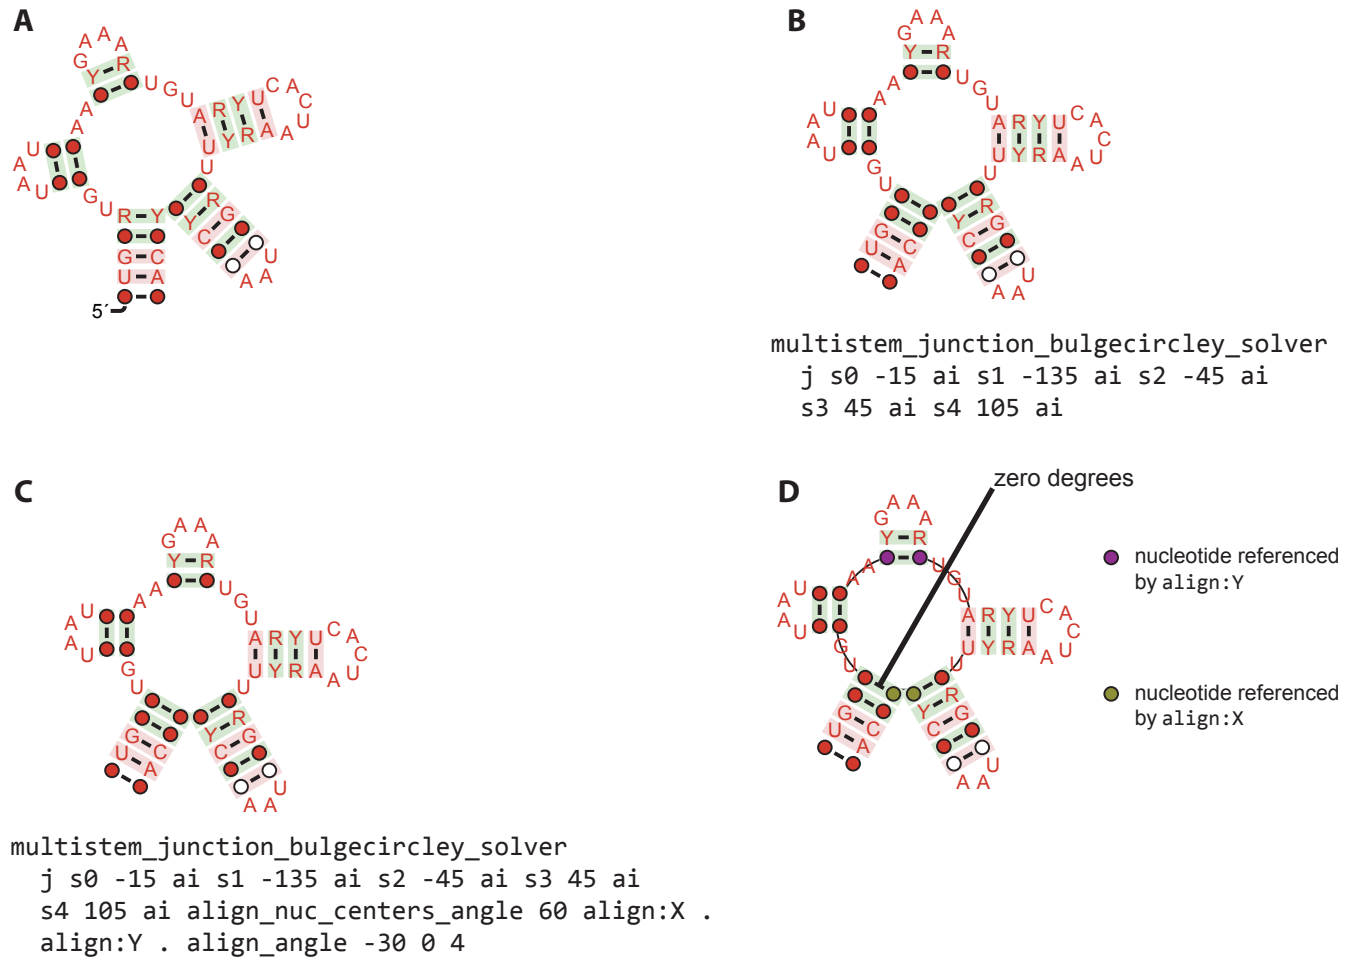 A
B
C
D
5´
multistem_junction_bulgecircley_solver
j s0 -15 ai s1 -135 ai s2 -45 ai
s3 45 ai s4 105 ai
multistem_junction_bulgecircley_solver
j s0 -15 ai s1 -135 ai s2 -45 ai s3 45 ai
s4 105 ai align_nuc_centers_angle 60 align:X .
align:Y . align_angle -30 0 4
zero degrees
nucleotide referenced
by align:Y
nucleotide referenced
by align:X